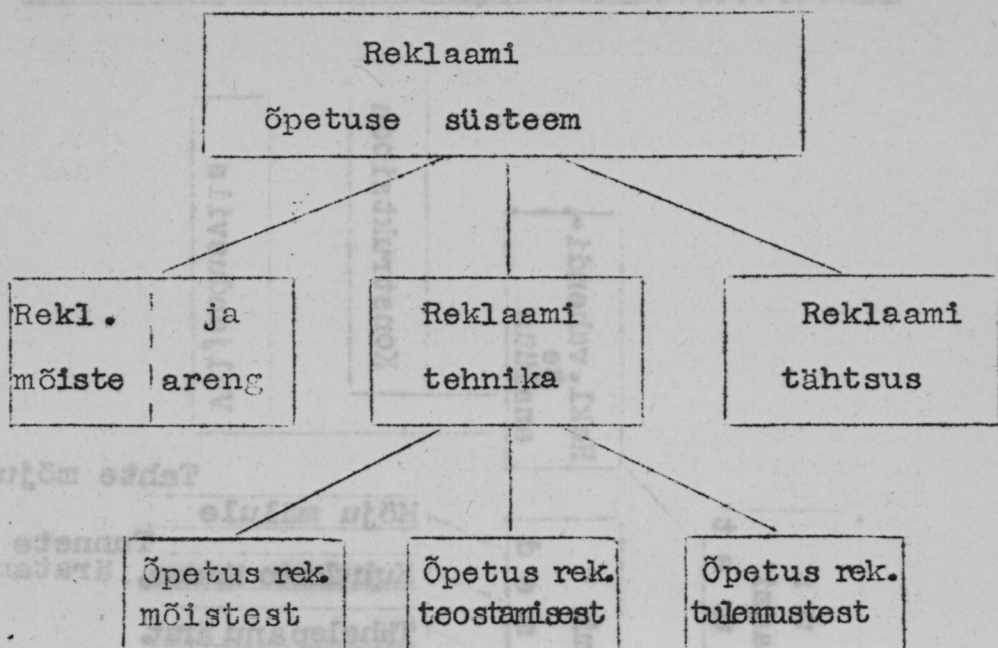 Reklaami
õpetuse süsteem
Rekl. ja
mõiste areng
Reklaami
tehnika
Reklaami
tähtsus
Õpetus rek.
mõistest
Õpetus rek.
teostamisest
Õpetus rek.
tulemustest